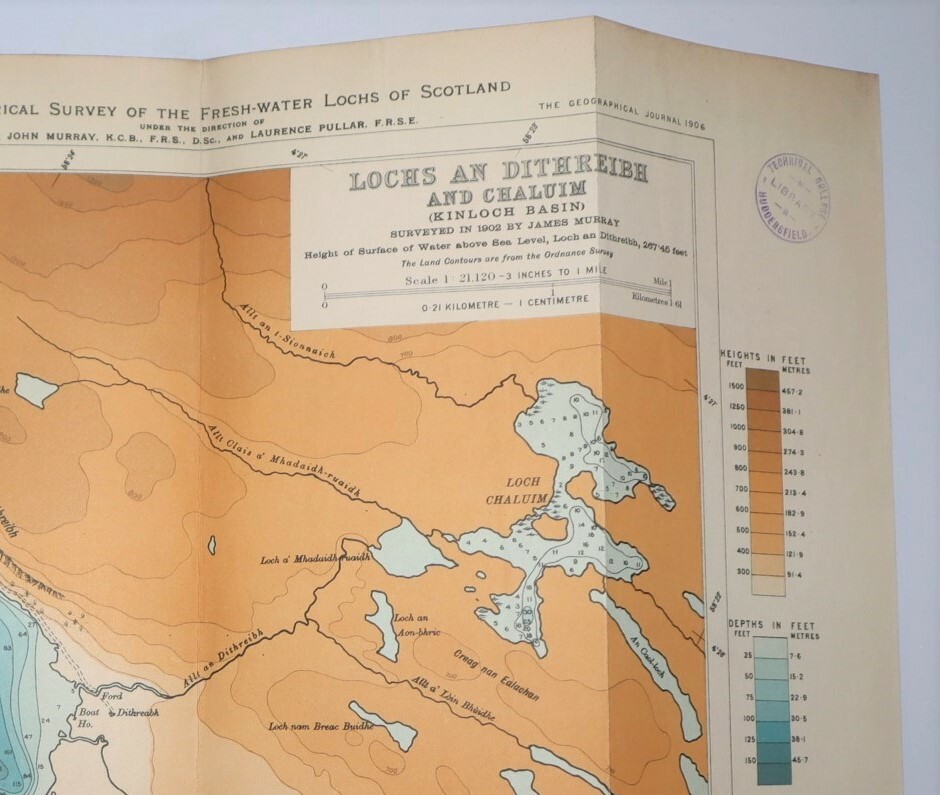 ICAL SURVEY OF THE FRESH-WATER LOCHS OF SCOTLAND
UNDER THE DIRECTION OF
JOHN MURRAY, K.C.B., F.R.S., D.Sc., AND LAURENCE PULLAR, F.R.S.E.
THE GEOGRAPHICAL JOURNAL 1906
TECHNICAL COLLEGE
LIBRARY
HUDDERSFIELD
LOCHS AN DITHREIBH
AND CHALUIM
(KINLOCH BASIN)
SURVEYED IN 1902 BY JAMES MURRAY
Height of Surface of Water above Sea Level, Loch an Dithreibh, 267·45 feet
The Land Contours are from the Ordnance Survey
Scale 1 : 21,120 – 3 INCHES TO 1 MILE
0 Mile 1
0 1 Kilometres 1·61
0·21 KILOMETRE — 1 CENTIMETRE
4°27'
Allt an t-Sionnaich
Allt Clais a' Mhadaidh-ruaidh
LOCH
CHALUIM
Loch a' Mhadaidh-ruaidh
Loch an
Aon-bhric
Allt an Dithreibh
Creag nan Ealachan
Allt a' Lòin Bhuidhe
An Caol-loch
Loch nam Breac Buidhe
Ford
Boat
Ho.
Dithreabh
HEIGHTS IN FEET
FEET METRES
1500 457·2
1250 381·1
1000 304·8
900 274·3
800 243·8
700 213·4
600 182·9
500 152·4
400 121·9
300 91·4
DEPTHS IN FEET
FEET METRES
25 7·6
50 15·2
75 22·9
100 30·5
125 38·1
150 45·7